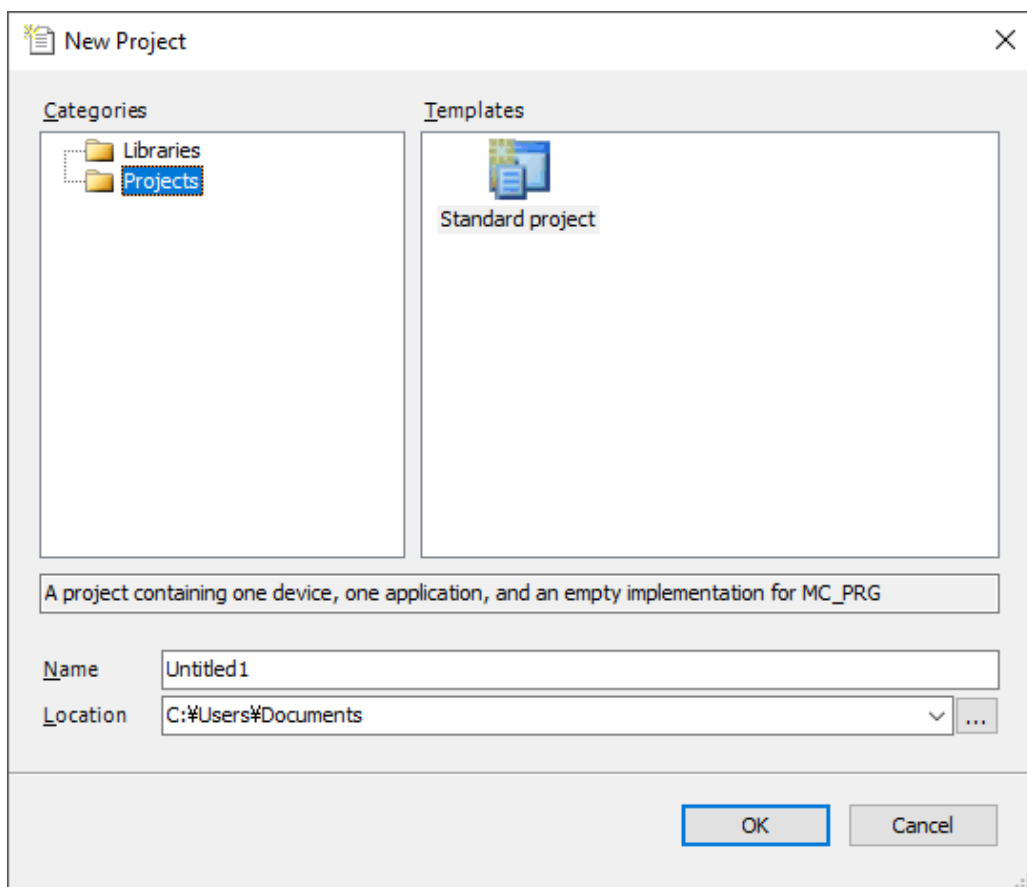 New Project
Categories
Templates
Libraries
Projects
Standard project
A project containing one device, one application, and an empty implementation for MC_PRG
Name
Untitled1
Location
C:¥Users¥Documents
...
OK
Cancel